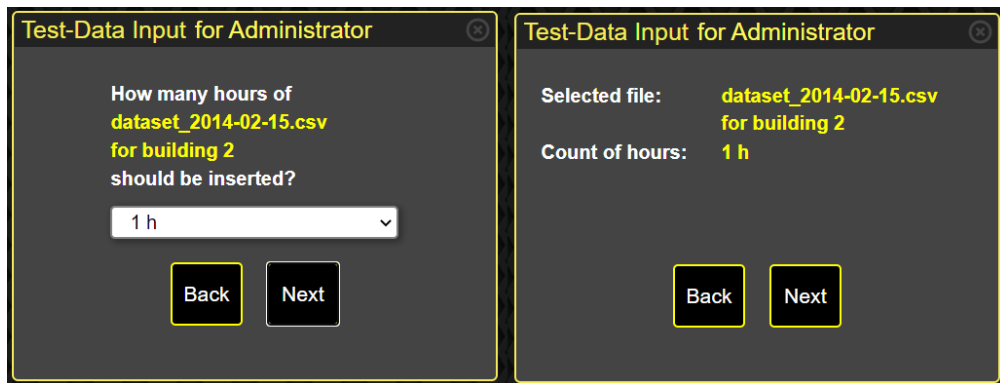 Test-Data Input for Administrator
How many hours of
dataset_2014-02-15.csv
for building 2
should be inserted?
1 h
Back
Next
Test-Data Input for Administrator
Selected file: dataset_2014-02-15.csv
for building 2
Count of hours: 1 h
Back
Next